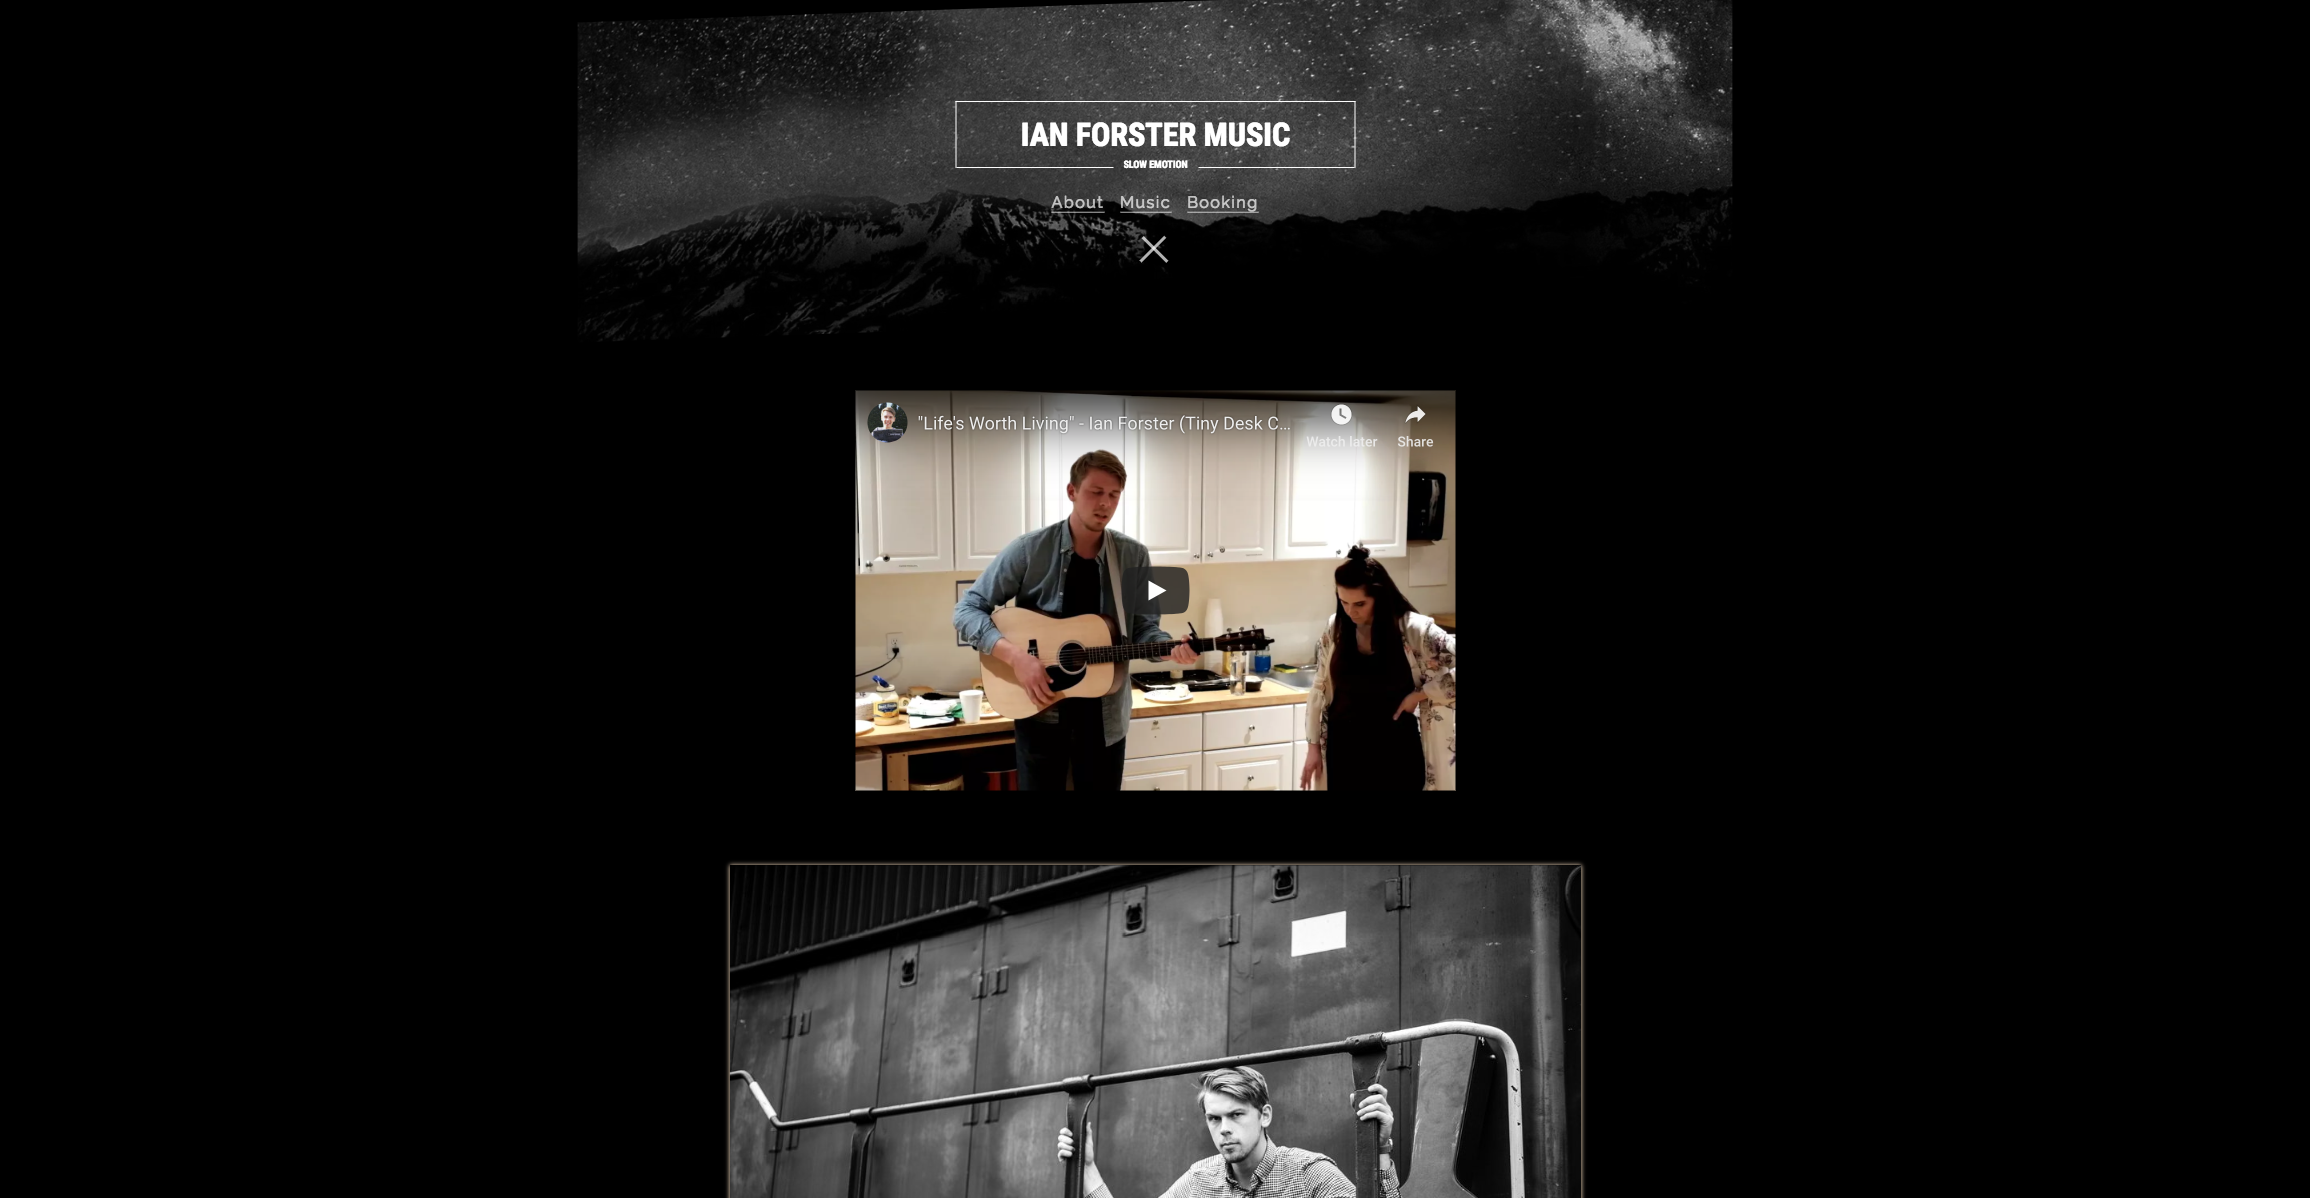 IAN FORSTER MUSIC
SLOW EMOTION
About Music Booking
"Life's Worth Living" - Ian Forster (Tiny Desk C...
Watch later Share